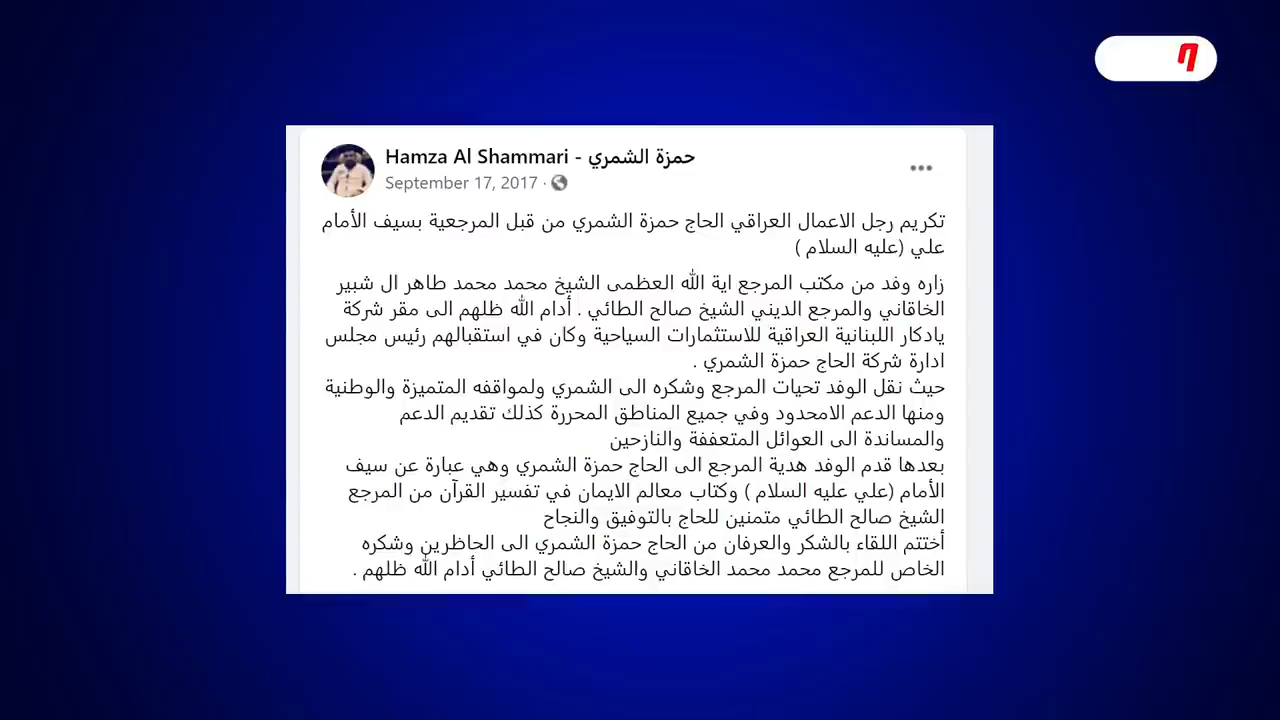 Hamza Al Shammari - حمزة الشمري
September 17, 2017 ·
تكريم رجل الاعمال العراقي الحاج حمزة الشمري من قبل المرجعية بسيف الأمام
علي (عليه السلام )
زاره وفد من مكتب المرجع اية الله العظمى الشيخ محمد محمد طاهر ال شبير
الخاقاني والمرجع الديني الشيخ صالح الطائي . أدام الله ظلهم الى مقر شركة
يادكار اللبنانية العراقية للاستثمارات السياحية وكان في استقبالهم رئيس مجلس
ادارة شركة الحاج حمزة الشمري .
حيث نقل الوفد تحيات المرجع وشكره الى الشمري ولمواقفه المتميزة والوطنية
ومنها الدعم الامحدود وفي جميع المناطق المحررة كذلك تقديم الدعم
والمساندة الى العوائل المتعففة والنازحين
بعدها قدم الوفد هدية المرجع الى الحاج حمزة الشمري وهي عبارة عن سيف
الأمام (علي عليه السلام ) وكتاب معالم الايمان في تفسير القرآن من المرجع
الشيخ صالح الطائي متمنين للحاج بالتوفيق والنجاح
أختتم اللقاء بالشكر والعرفان من الحاج حمزة الشمري الى الحاظرين وشكره
الخاص للمرجع محمد محمد الخاقاني والشيخ صالح الطائي أدام الله ظلهم .